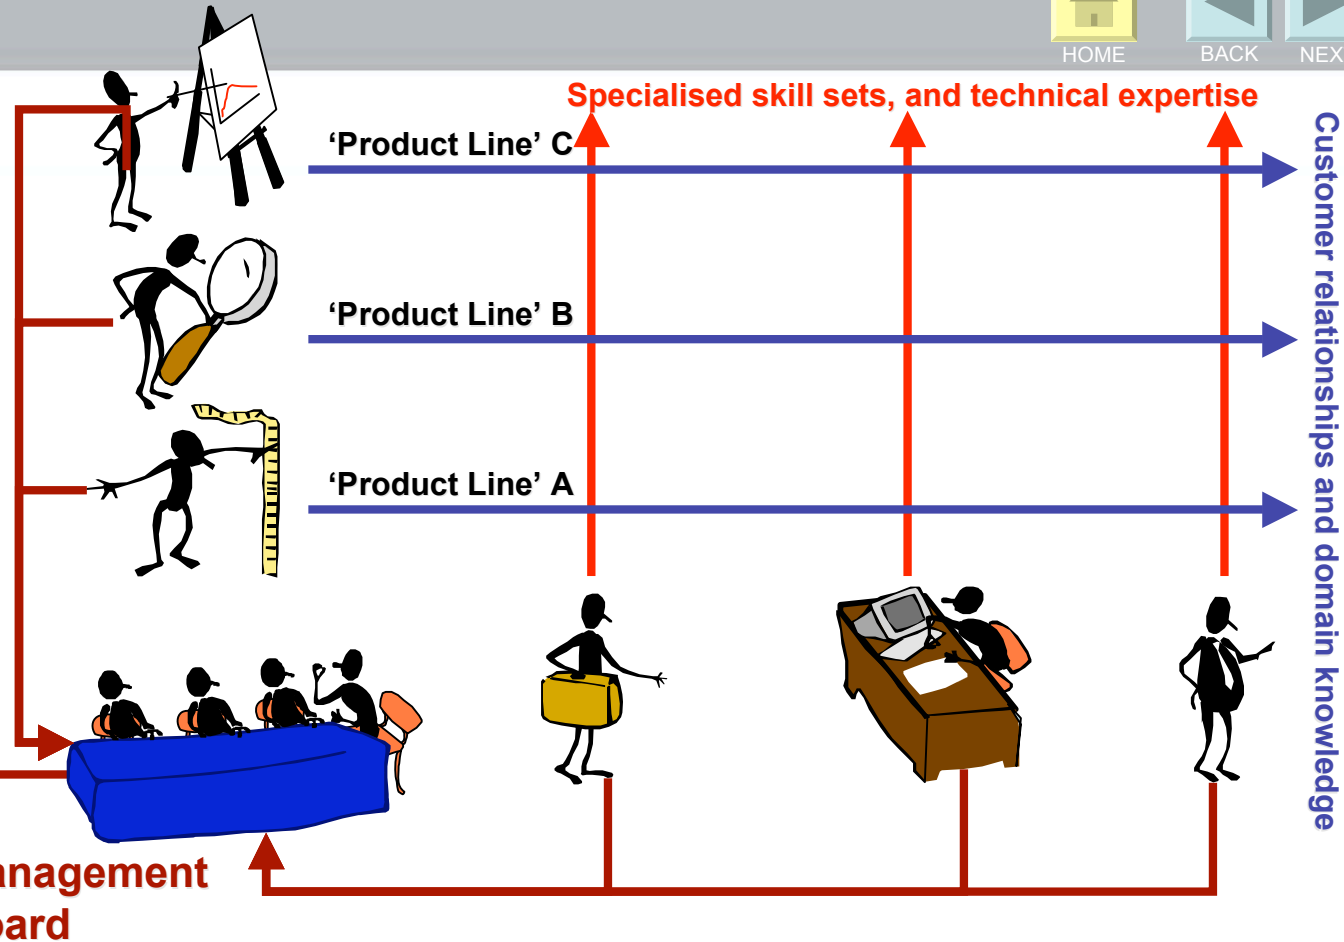 HOME BACK NEX
Specialised skill sets, and technical expertise
‘Product Line’ C
‘Product Line’ B
‘Product Line’ A
Customer relationships and domain knowledge
anagement
oard